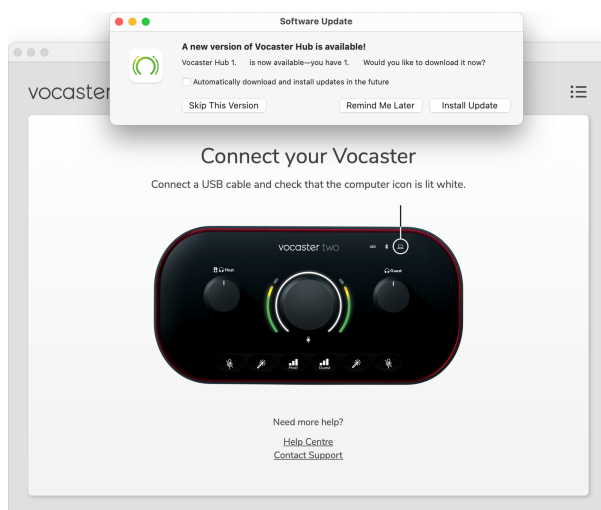 Software Update
A new version of Vocaster Hub is available!
Vocaster Hub 1. is now available—you have 1. Would you like to download it now?
Automatically download and install updates in the future
Skip This Version
Remind Me Later
Install Update
vocaster
Connect your Vocaster
Connect a USB cable and check that the computer icon is lit white.
vocaster two
48V
Host
Guest
Host
Guest
Need more help?
Help Centre
Contact Support